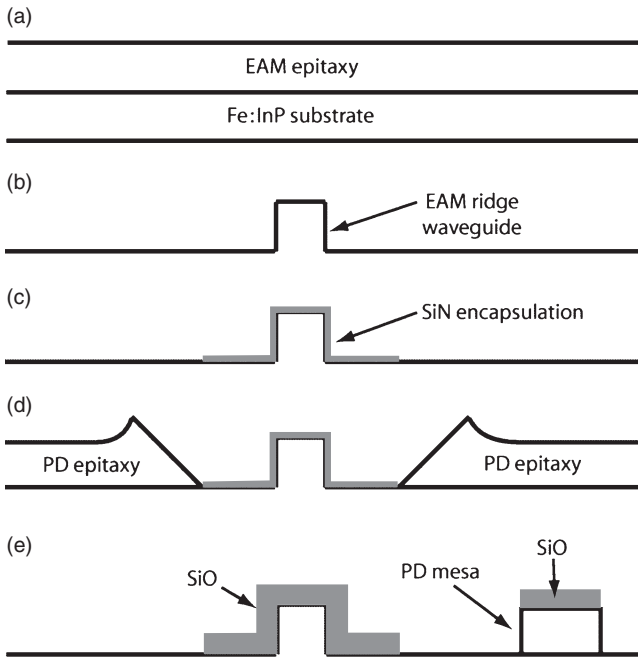 (a)
EAM epitaxy
Fe:InP substrate
(b)
EAM ridge
waveguide
(c)
SiN encapsulation
(d)
PD epitaxy
PD epitaxy
(e)
SiO
PD mesa
SiO